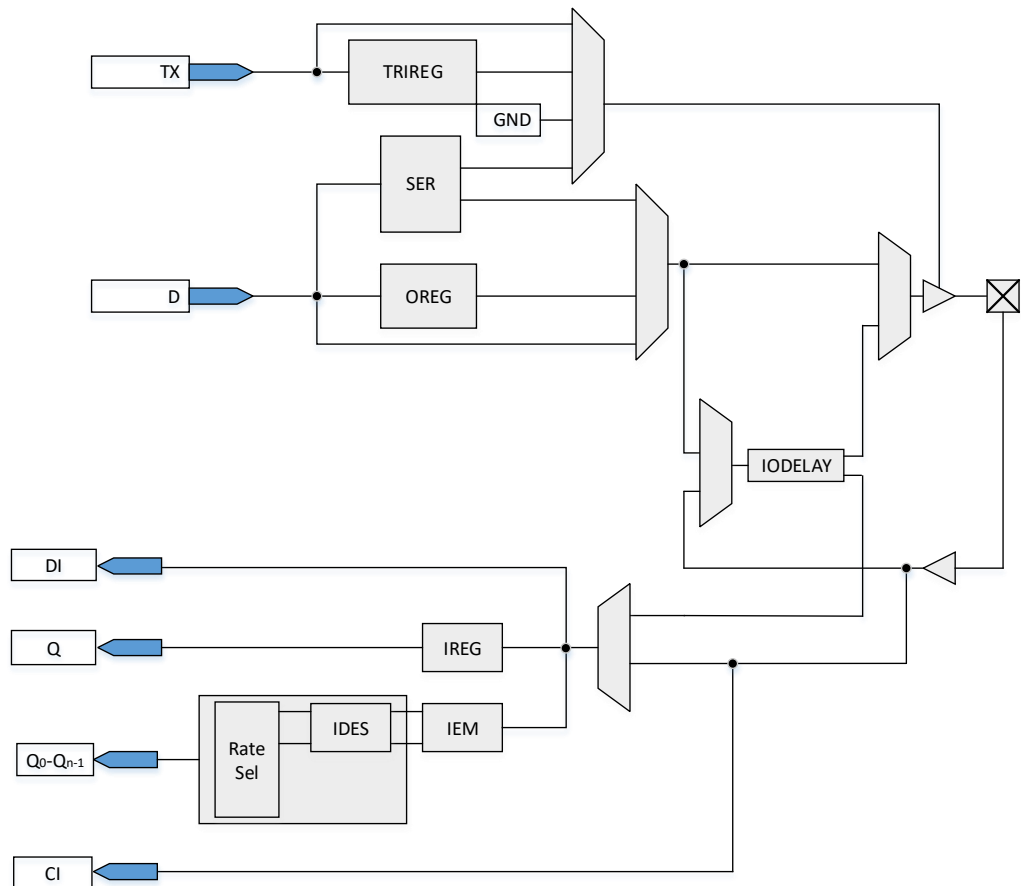 TX
TRIREG
GND
SER
D
OREG
IODELAY
DI
Q
IREG
Rate
Sel
IDES
IEM
Q0-Qn-1
CI